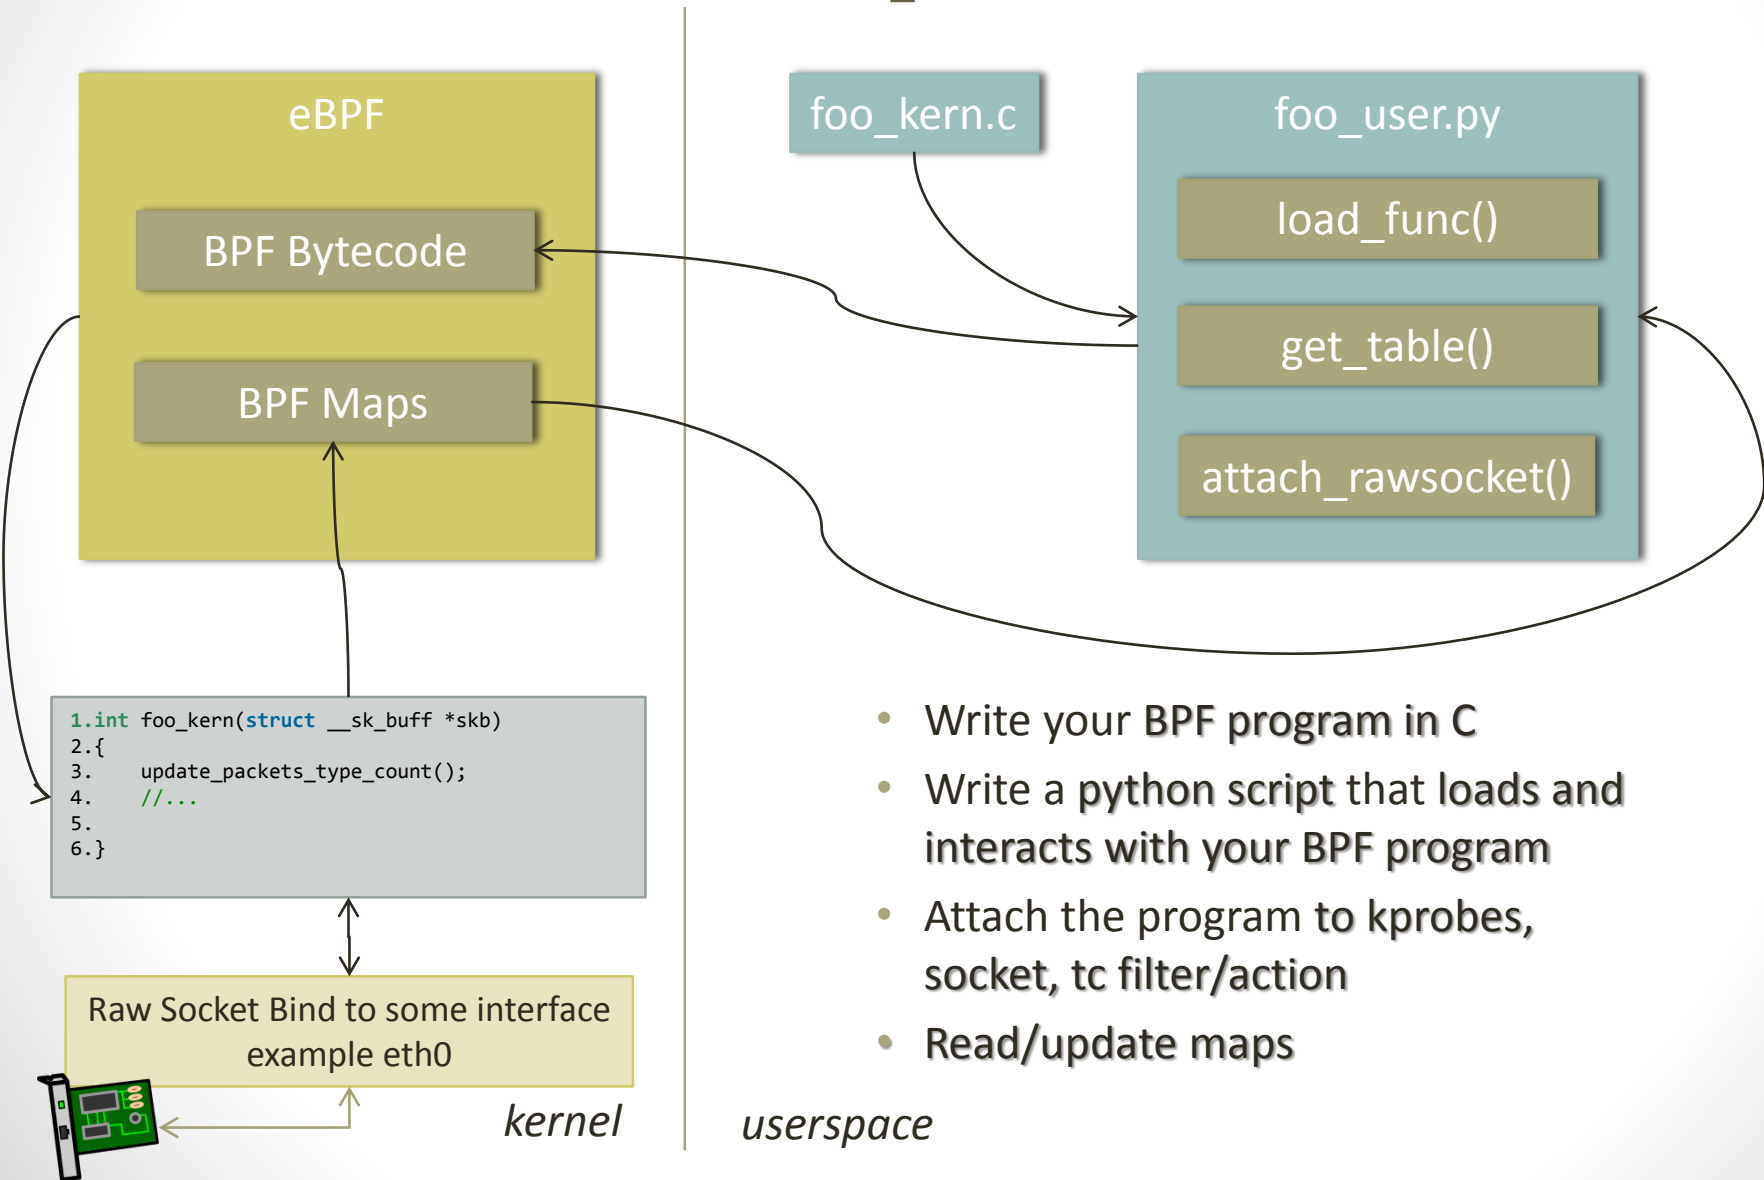 eBPF
BPF Bytecode
BPF Maps
foo_kern.c
foo_user.py
load_func()
get_table()
attach_rawsocket()
1.int foo_kern(struct __sk_buff *skb)
2.{
3.     update_packets_type_count();
4.     //...
5.
6.}
Raw Socket Bind to some interface
example eth0
kernel
userspace
• Write your BPF program in C
• Write a python script that loads and
interacts with your BPF program
• Attach the program to kprobes,
socket, tc filter/action
• Read/update maps